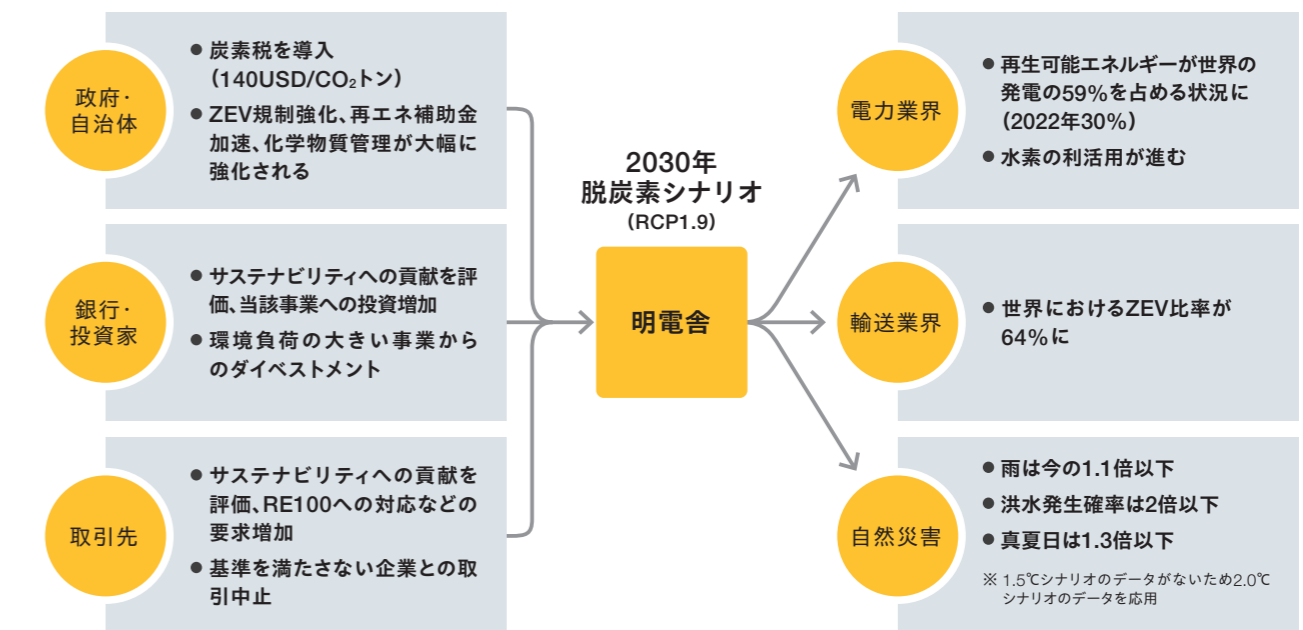 政府・
自治体
● 炭素税を導入
（140USD/CO₂トン）
● ZEV規制強化、再エネ補助金
加速、化学物質管理が大幅に
強化される
銀行・
投資家
● サステナビリティへの貢献を評
価、当該事業への投資増加
● 環境負荷の大きい事業から
のダイベストメント
取引先
● サステナビリティへの貢献を
評価、RE100への対応などの
要求増加
● 基準を満たさない企業との取
引中止
2030年
脱炭素シナリオ
（RCP1.9）
明電舎
電力業界
● 再生可能エネルギーが世界の
発電の59%を占める状況に
（2022年30%）
● 水素の利活用が進む
輸送業界
● 世界におけるZEV比率が
64%に
自然災害
● 雨は今の1.1倍以下
● 洪水発生確率は2倍以下
● 真夏日は1.3倍以下
※ 1.5℃シナリオのデータがないため2.0℃
シナリオのデータを応用